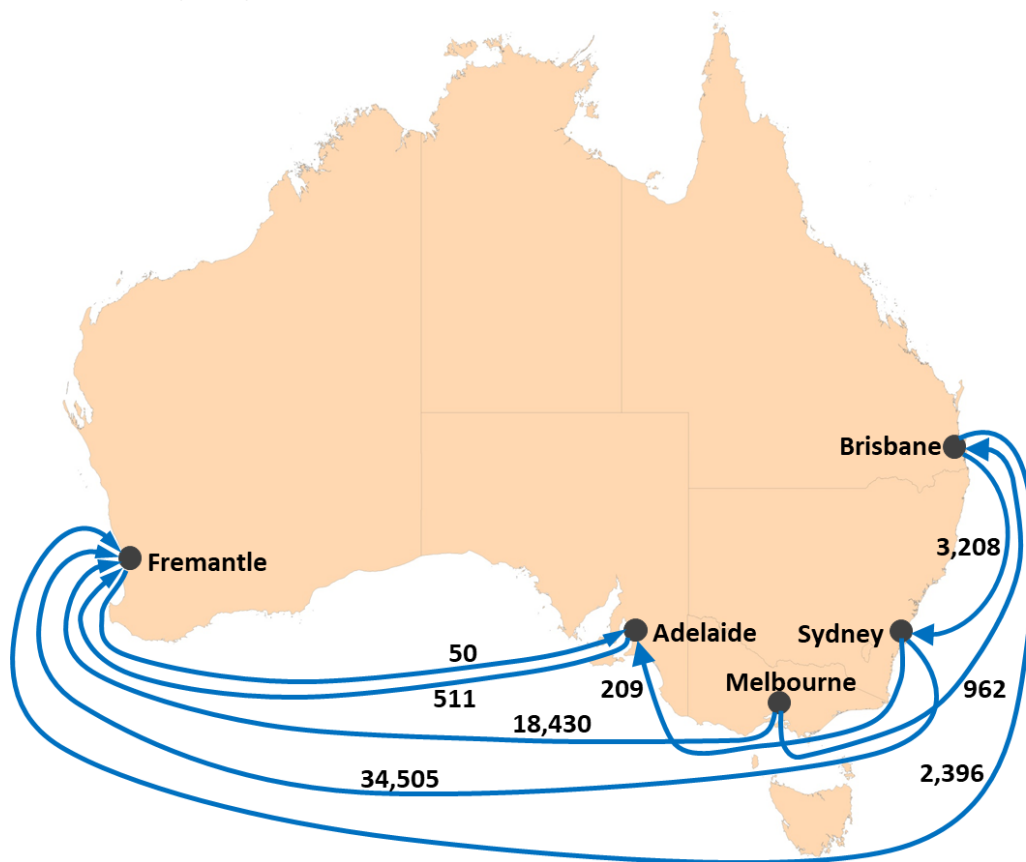 Brisbane
3,208
Fremantle
Adelaide
Sydney
50
Melbourne
511
209
962
18,430
34,505
2,396